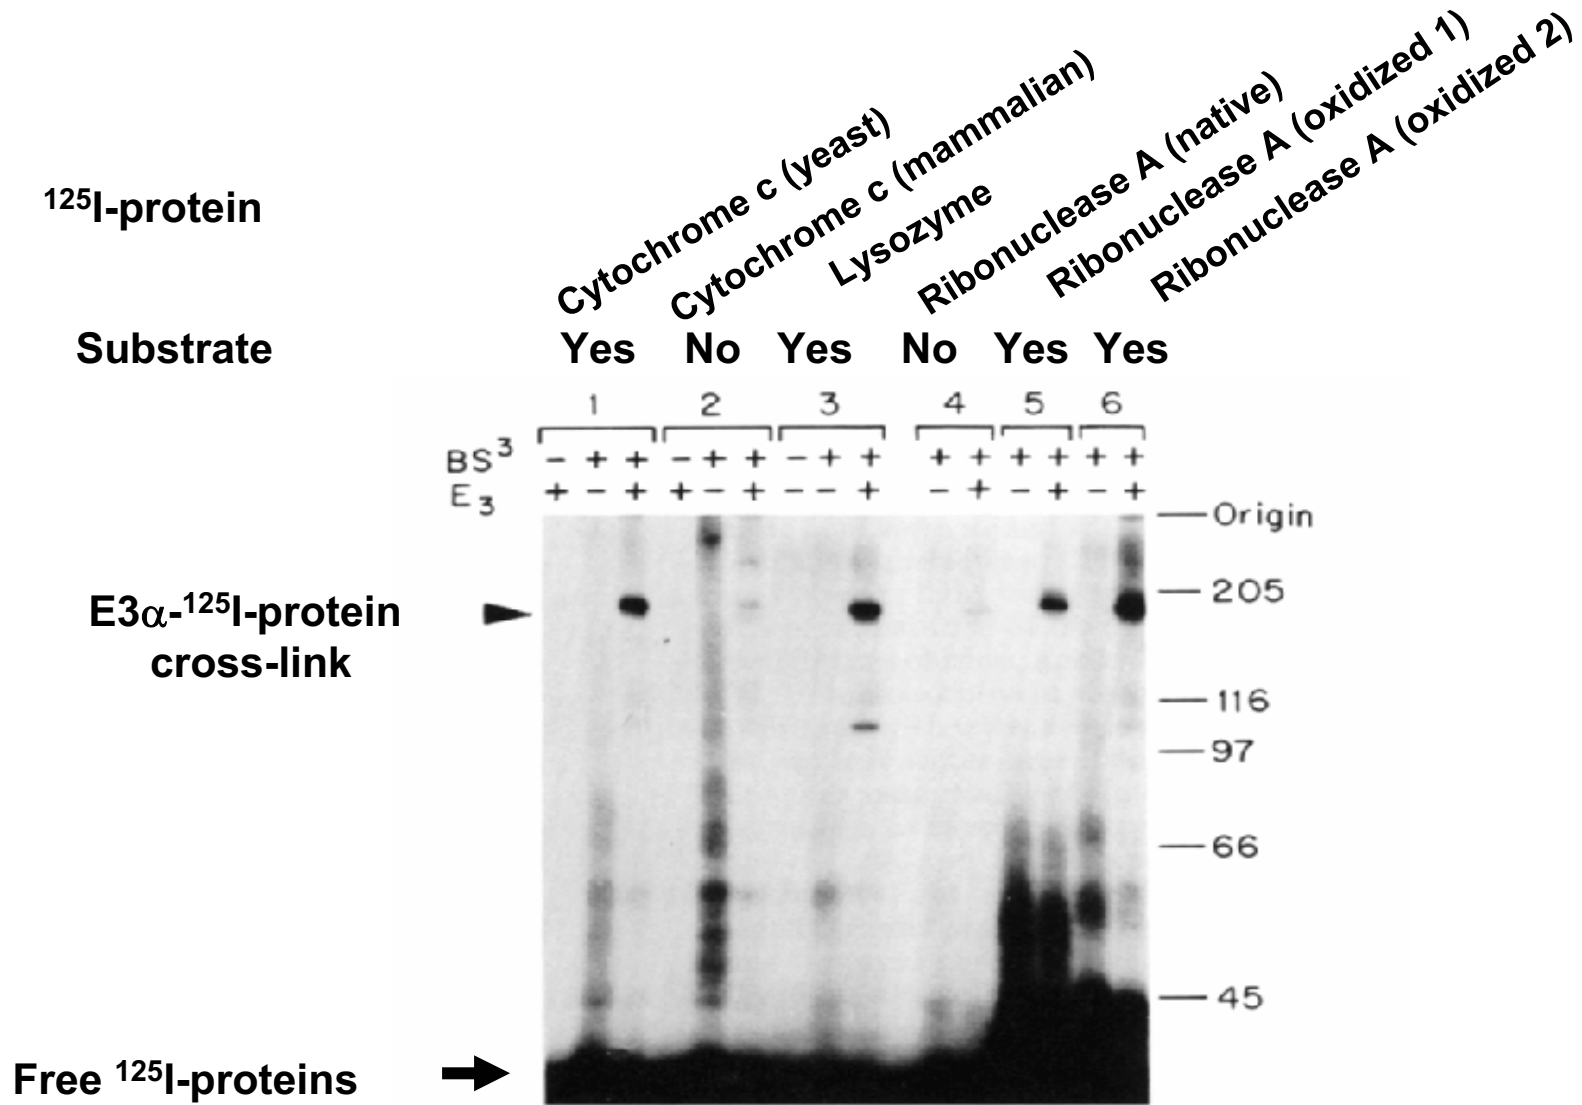 Cytochrome c (yeast)
Cytochrome c (mammalian)
Lysozyme
Ribonuclease A (native)
Ribonuclease A (oxidized 1)
Ribonuclease A (oxidized 2)
¹²⁵I-protein
Substrate Yes No Yes No Yes Yes
1 2 3 4 5 6
BS³ − + + − + + − + + + + + + + +
E₃ + − + + − + − − + − + − + − +
Origin
205
E3α-¹²⁵I-protein
cross-link
116
97
66
45
Free ¹²⁵I-proteins